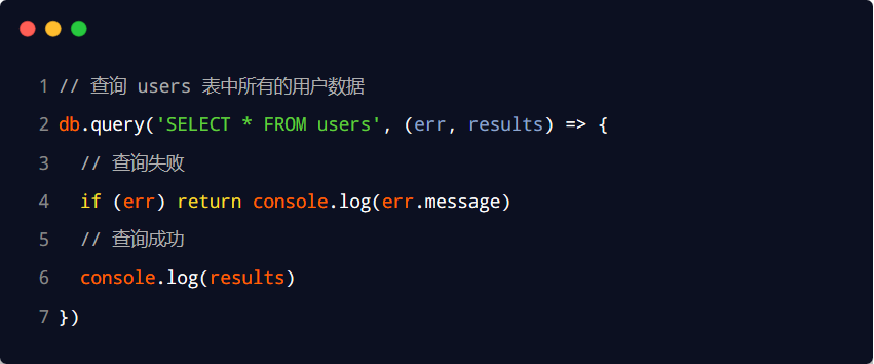 1 // 查询 users 表中所有的用户数据
2 db.query('SELECT * FROM users', (err, results) => {
3   // 查询失败
4   if (err) return console.log(err.message)
5   // 查询成功
6   console.log(results)
7 })